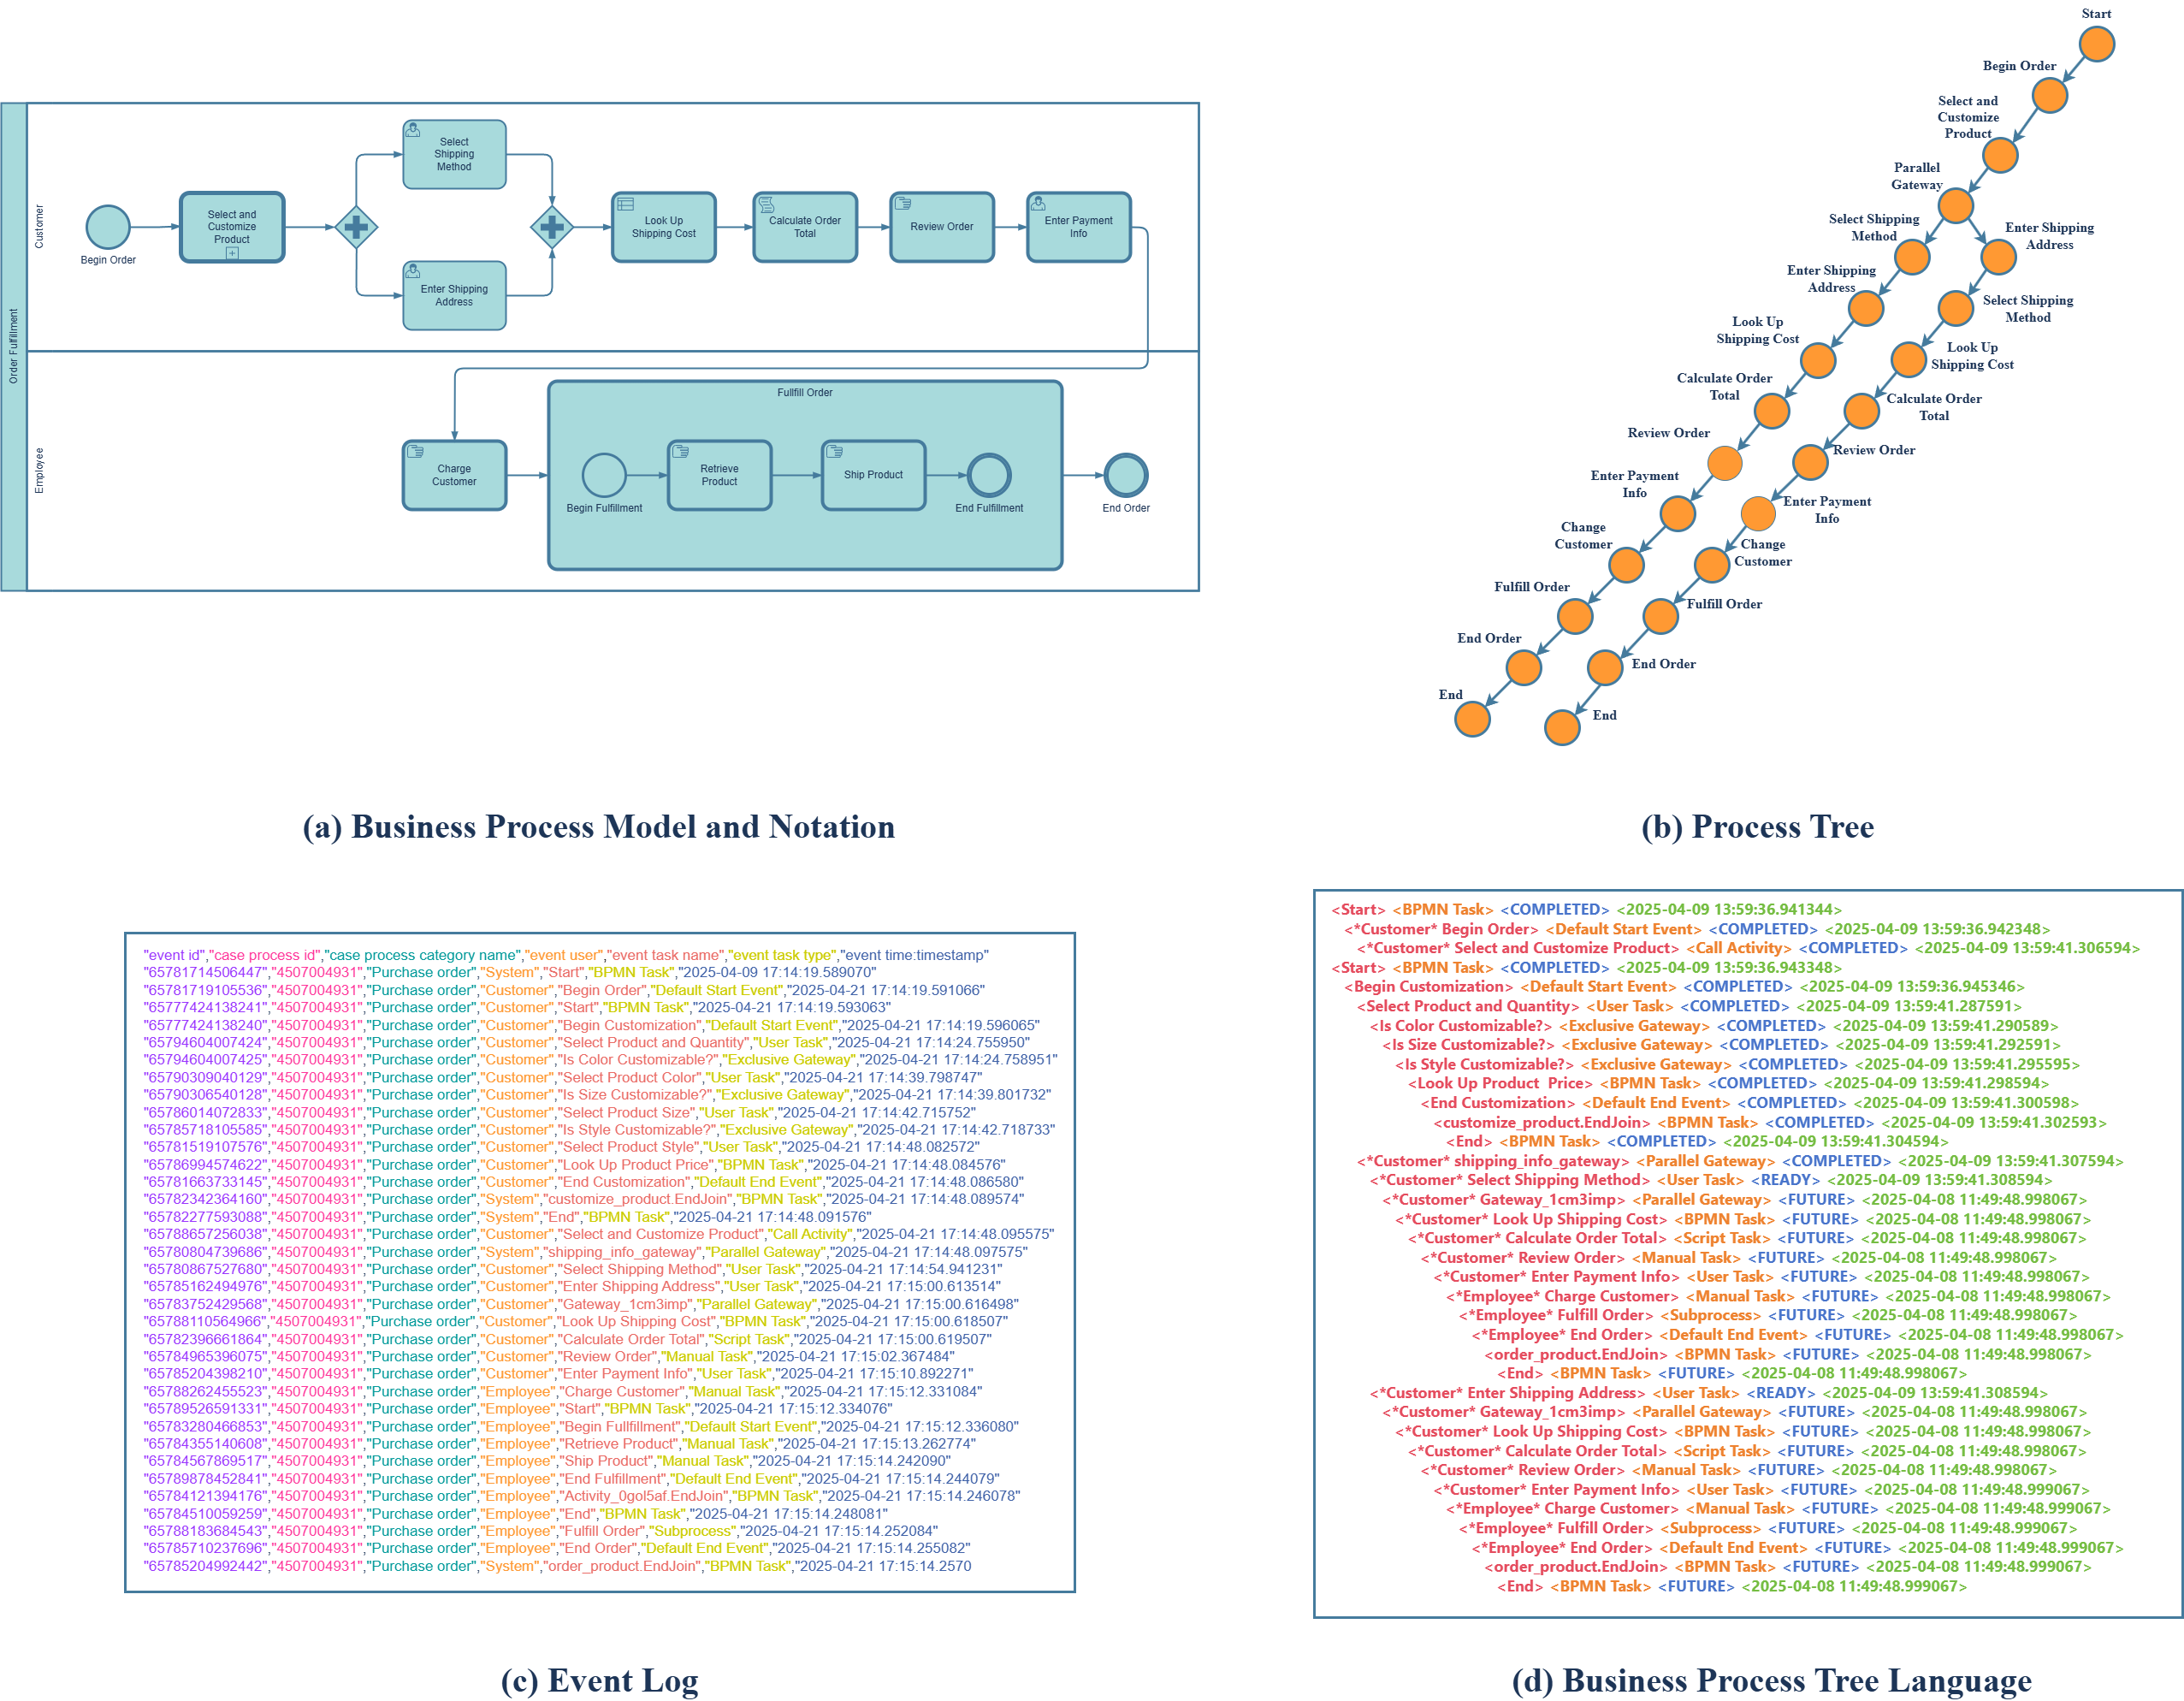 Order Fulfillment
Customer
Begin Order
Select and
Customize
Product
Select
Shipping
Method
Enter Shipping
Address
Look Up
Shipping Cost
Calculate Order
Total
Review Order
Enter Payment
Info
Employee
Charge
Customer
Fullfill Order
Begin Fulfillment
Retrieve
Product
Ship Product
End Fulfillment
End Order
(a) Business Process Model and Notation
Start
Begin Order
Select and
Customize
Product
Parallel
Gateway
Select Shipping
Method
Enter Shipping
Address
Enter Shipping
Address
Select Shipping
Method
Look Up
Shipping Cost
Look Up
Shipping Cost
Calculate Order
Total
Calculate Order
Total
Review Order
Review Order
Enter Payment
Info
Enter Payment
Info
Change
Customer
Change
Customer
Fulfill Order
Fulfill Order
End Order
End Order
End
End
(b) Process Tree
"event id","case process id","case process category name","event user","event task name","event task type","event time:timestamp"
"65781714506447","4507004931","Purchase order","System","Start","BPMN Task","2025-04-09 17:14:19.589070"
"65781719105536","4507004931","Purchase order","Customer","Begin Order","Default Start Event","2025-04-21 17:14:19.591066"
"65777424138241","4507004931","Purchase order","Customer","Start","BPMN Task","2025-04-21 17:14:19.593063"
"65777424138240","4507004931","Purchase order","Customer","Begin Customization","Default Start Event","2025-04-21 17:14:19.596065"
"65794604007424","4507004931","Purchase order","Customer","Select Product and Quantity","User Task","2025-04-21 17:14:24.755950"
"65794604007425","4507004931","Purchase order","Customer","Is Color Customizable?","Exclusive Gateway","2025-04-21 17:14:24.758951"
"65790309040129","4507004931","Purchase order","Customer","Select Product Color","User Task","2025-04-21 17:14:39.798747"
"65790306540128","4507004931","Purchase order","Customer","Is Size Customizable?","Exclusive Gateway","2025-04-21 17:14:39.801732"
"65786014072833","4507004931","Purchase order","Customer","Select Product Size","User Task","2025-04-21 17:14:42.715752"
"65785718105585","4507004931","Purchase order","Customer","Is Style Customizable?","Exclusive Gateway","2025-04-21 17:14:42.718733"
"65781519107576","4507004931","Purchase order","Customer","Select Product Style","User Task","2025-04-21 17:14:48.082572"
"65786994574622","4507004931","Purchase order","Customer","Look Up Product Price","BPMN Task","2025-04-21 17:14:48.084576"
"65781663733145","4507004931","Purchase order","Customer","End Customization","Default End Event","2025-04-21 17:14:48.086580"
"65782342364160","4507004931","Purchase order","System","customize_product.EndJoin","BPMN Task","2025-04-21 17:14:48.089574"
"65782277593088","4507004931","Purchase order","System","End","BPMN Task","2025-04-21 17:14:48.091576"
"65788657256038","4507004931","Purchase order","Customer","Select and Customize Product","Call Activity","2025-04-21 17:14:48.095575"
"65780804739686","4507004931","Purchase order","System","shipping_info_gateway","Parallel Gateway","2025-04-21 17:14:48.097575"
"65780867527680","4507004931","Purchase order","Customer","Select Shipping Method","User Task","2025-04-21 17:14:54.941231"
"65785162494976","4507004931","Purchase order","Customer","Enter Shipping Address","User Task","2025-04-21 17:15:00.613514"
"65783752429568","4507004931","Purchase order","Customer","Gateway_1cm3imp","Parallel Gateway","2025-04-21 17:15:00.616498"
"65788110564966","4507004931","Purchase order","Customer","Look Up Shipping Cost","BPMN Task","2025-04-21 17:15:00.618507"
"65782396661864","4507004931","Purchase order","Customer","Calculate Order Total","Script Task","2025-04-21 17:15:00.619507"
"65784965396075","4507004931","Purchase order","Customer","Review Order","Manual Task","2025-04-21 17:15:02.367484"
"65785204398210","4507004931","Purchase order","Customer","Enter Payment Info","User Task","2025-04-21 17:15:10.892271"
"65788262455523","4507004931","Purchase order","Employee","Charge Customer","Manual Task","2025-04-21 17:15:12.331084"
"65789526591331","4507004931","Purchase order","Employee","Start","BPMN Task","2025-04-21 17:15:12.334076"
"65783280466853","4507004931","Purchase order","Employee","Begin Fullfillment","Default Start Event","2025-04-21 17:15:12.336080"
"65784355140608","4507004931","Purchase order","Employee","Retrieve Product","Manual Task","2025-04-21 17:15:13.262774"
"65784567869517","4507004931","Purchase order","Employee","Ship Product","Manual Task","2025-04-21 17:15:14.242090"
"65789878452841","4507004931","Purchase order","Employee","End Fulfillment","Default End Event","2025-04-21 17:15:14.244079"
"65784121394176","4507004931","Purchase order","Employee","Activity_0gol5af.EndJoin","BPMN Task","2025-04-21 17:15:14.246078"
"65784510059259","4507004931","Purchase order","Employee","End","BPMN Task","2025-04-21 17:15:14.248081"
"65788183684543","4507004931","Purchase order","Employee","Fulfill Order","Subprocess","2025-04-21 17:15:14.252084"
"65785710237696","4507004931","Purchase order","Employee","End Order","Default End Event","2025-04-21 17:15:14.255082"
"65785204992442","4507004931","Purchase order","System","order_product.EndJoin","BPMN Task","2025-04-21 17:15:14.2570
(c) Event Log
<Start> <BPMN Task> <COMPLETED> <2025-04-09 13:59:36.941344>
<*Customer* Begin Order> <Default Start Event> <COMPLETED> <2025-04-09 13:59:36.942348>
<*Customer* Select and Customize Product> <Call Activity> <COMPLETED> <2025-04-09 13:59:41.306594>
<Start> <BPMN Task> <COMPLETED> <2025-04-09 13:59:36.943348>
<Begin Customization> <Default Start Event> <COMPLETED> <2025-04-09 13:59:36.945346>
<Select Product and Quantity> <User Task> <COMPLETED> <2025-04-09 13:59:41.287591>
<Is Color Customizable?> <Exclusive Gateway> <COMPLETED> <2025-04-09 13:59:41.290589>
<Is Size Customizable?> <Exclusive Gateway> <COMPLETED> <2025-04-09 13:59:41.292591>
<Is Style Customizable?> <Exclusive Gateway> <COMPLETED> <2025-04-09 13:59:41.295595>
<Look Up Product  Price> <BPMN Task> <COMPLETED> <2025-04-09 13:59:41.298594>
<End Customization> <Default End Event> <COMPLETED> <2025-04-09 13:59:41.300598>
<customize_product.EndJoin> <BPMN Task> <COMPLETED> <2025-04-09 13:59:41.302593>
<End> <BPMN Task> <COMPLETED> <2025-04-09 13:59:41.304594>
<*Customer* shipping_info_gateway> <Parallel Gateway> <COMPLETED> <2025-04-09 13:59:41.307594>
<*Customer* Select Shipping Method> <User Task> <READY> <2025-04-09 13:59:41.308594>
<*Customer* Gateway_1cm3imp> <Parallel Gateway> <FUTURE> <2025-04-08 11:49:48.998067>
<*Customer* Look Up Shipping Cost> <BPMN Task> <FUTURE> <2025-04-08 11:49:48.998067>
<*Customer* Calculate Order Total> <Script Task> <FUTURE> <2025-04-08 11:49:48.998067>
<*Customer* Review Order> <Manual Task> <FUTURE> <2025-04-08 11:49:48.998067>
<*Customer* Enter Payment Info> <User Task> <FUTURE> <2025-04-08 11:49:48.998067>
<*Employee* Charge Customer> <Manual Task> <FUTURE> <2025-04-08 11:49:48.998067>
<*Employee* Fulfill Order> <Subprocess> <FUTURE> <2025-04-08 11:49:48.998067>
<*Employee* End Order> <Default End Event> <FUTURE> <2025-04-08 11:49:48.998067>
<order_product.EndJoin> <BPMN Task> <FUTURE> <2025-04-08 11:49:48.998067>
<End> <BPMN Task> <FUTURE> <2025-04-08 11:49:48.998067>
<*Customer* Enter Shipping Address> <User Task> <READY> <2025-04-09 13:59:41.308594>
<*Customer* Gateway_1cm3imp> <Parallel Gateway> <FUTURE> <2025-04-08 11:49:48.998067>
<*Customer* Look Up Shipping Cost> <BPMN Task> <FUTURE> <2025-04-08 11:49:48.998067>
<*Customer* Calculate Order Total> <Script Task> <FUTURE> <2025-04-08 11:49:48.998067>
<*Customer* Review Order> <Manual Task> <FUTURE> <2025-04-08 11:49:48.998067>
<*Customer* Enter Payment Info> <User Task> <FUTURE> <2025-04-08 11:49:48.999067>
<*Employee* Charge Customer> <Manual Task> <FUTURE> <2025-04-08 11:49:48.999067>
<*Employee* Fulfill Order> <Subprocess> <FUTURE> <2025-04-08 11:49:48.999067>
<*Employee* End Order> <Default End Event> <FUTURE> <2025-04-08 11:49:48.999067>
<order_product.EndJoin> <BPMN Task> <FUTURE> <2025-04-08 11:49:48.999067>
<End> <BPMN Task> <FUTURE> <2025-04-08 11:49:48.999067>
(d) Business Process Tree Language